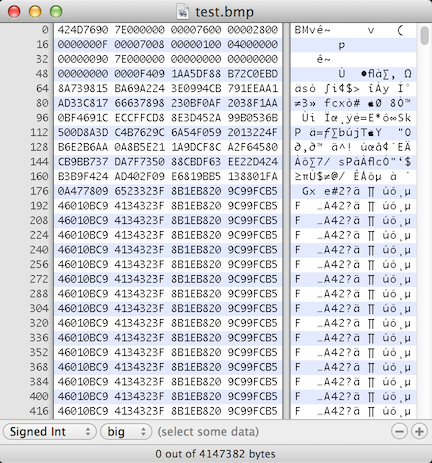 test.bmp
0 424D7690 7E000000 00007600 00002800 BMvê~ v (
16 0000000F 00007008 00000100 04000000 p
32 00000090 7E000000 00000000 00000000 ê~
48 00000000 0000F409 1AA5DF88 B72C0EBD Ù •flà∑, Ω
64 8A739815 BA69A224 3E0994CB 791EEAA1 äsò ∫i¢$> îÀy Í°
80 AD33C817 66637898 230BF0AF 2038F1AA ≠3» fcxò# Ø 8Ò™
96 0BF4691C ECCFFCD8 8E3D452A 99B0536B Ùi Ïœ¸ÿé=E*ô∞Sk
112 500D8A3D C4B7629C 6A54F059 2013224F P ä=ƒ∑bújTY "O
128 B6E2B6AA 0A8B5E21 1A9DCF8C A2F64580 ∂‚∂™ ã^! ùœå¢ˆEÄ
144 CB9BB737 DA7F7350 88CBDF63 EE22D424 Àõ∑7⁄ sPàÀflcÓ"‘$
160 B3B9F424 AD402F09 E6819BB5 138801FA ≥πÙ$≠@/ ÊÅõµ à ˙
176 0A477809 6523323F 8B1EB820 9C99FCB5 Gx e#2?ã ∏ úô¸µ
192 46010BC9 4134323F 8B1EB820 9C99FCB5 F …A42?ã ∏ úô¸µ
208 46010BC9 4134323F 8B1EB820 9C99FCB5 F …A42?ã ∏ úô¸µ
224 46010BC9 4134323F 8B1EB820 9C99FCB5 F …A42?ã ∏ úô¸µ
240 46010BC9 4134323F 8B1EB820 9C99FCB5 F …A42?ã ∏ úô¸µ
256 46010BC9 4134323F 8B1EB820 9C99FCB5 F …A42?ã ∏ úô¸µ
272 46010BC9 4134323F 8B1EB820 9C99FCB5 F …A42?ã ∏ úô¸µ
288 46010BC9 4134323F 8B1EB820 9C99FCB5 F …A42?ã ∏ úô¸µ
304 46010BC9 4134323F 8B1EB820 9C99FCB5 F …A42?ã ∏ úô¸µ
320 46010BC9 4134323F 8B1EB820 9C99FCB5 F …A42?ã ∏ úô¸µ
336 46010BC9 4134323F 8B1EB820 9C99FCB5 F …A42?ã ∏ úô¸µ
352 46010BC9 4134323F 8B1EB820 9C99FCB5 F …A42?ã ∏ úô¸µ
368 46010BC9 4134323F 8B1EB820 9C99FCB5 F …A42?ã ∏ úô¸µ
384 46010BC9 4134323F 8B1EB820 9C99FCB5 F …A42?ã ∏ úô¸µ
400 46010BC9 4134323F 8B1EB820 9C99FCB5 F …A42?ã ∏ úô¸µ
416 46010BC9 4134323F 8B1EB820 9C99FCB5 F …A42?ã ∏ úô¸µ
Signed Int big (select some data)
0 out of 4147382 bytes